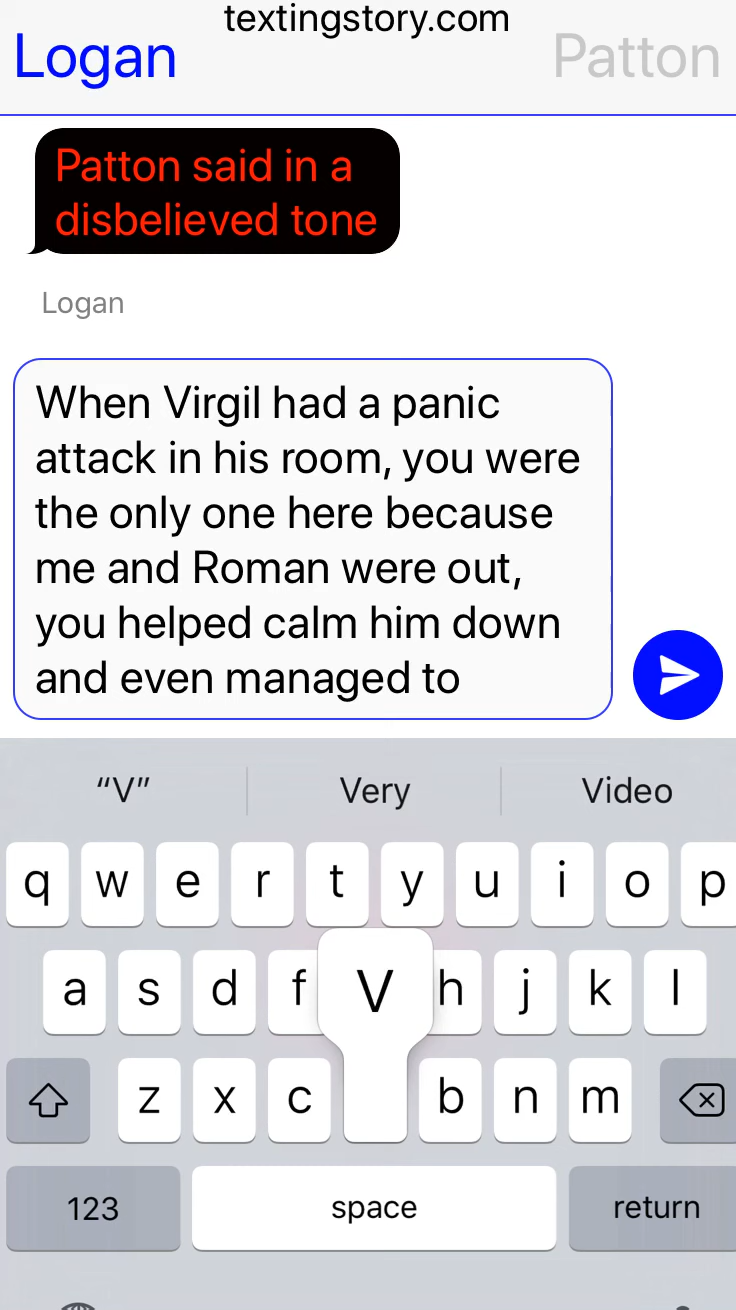 textingstory.com
Logan
Patton
Patton said in a
disbelieved tone
Logan
When Virgil had a panic
attack in his room, you were
the only one here because
me and Roman were out,
you helped calm him down
and even managed to
“V”
Very
Video
q w e r t y u i o p
a s d f V h j k l
z x c b n m
123
space
return